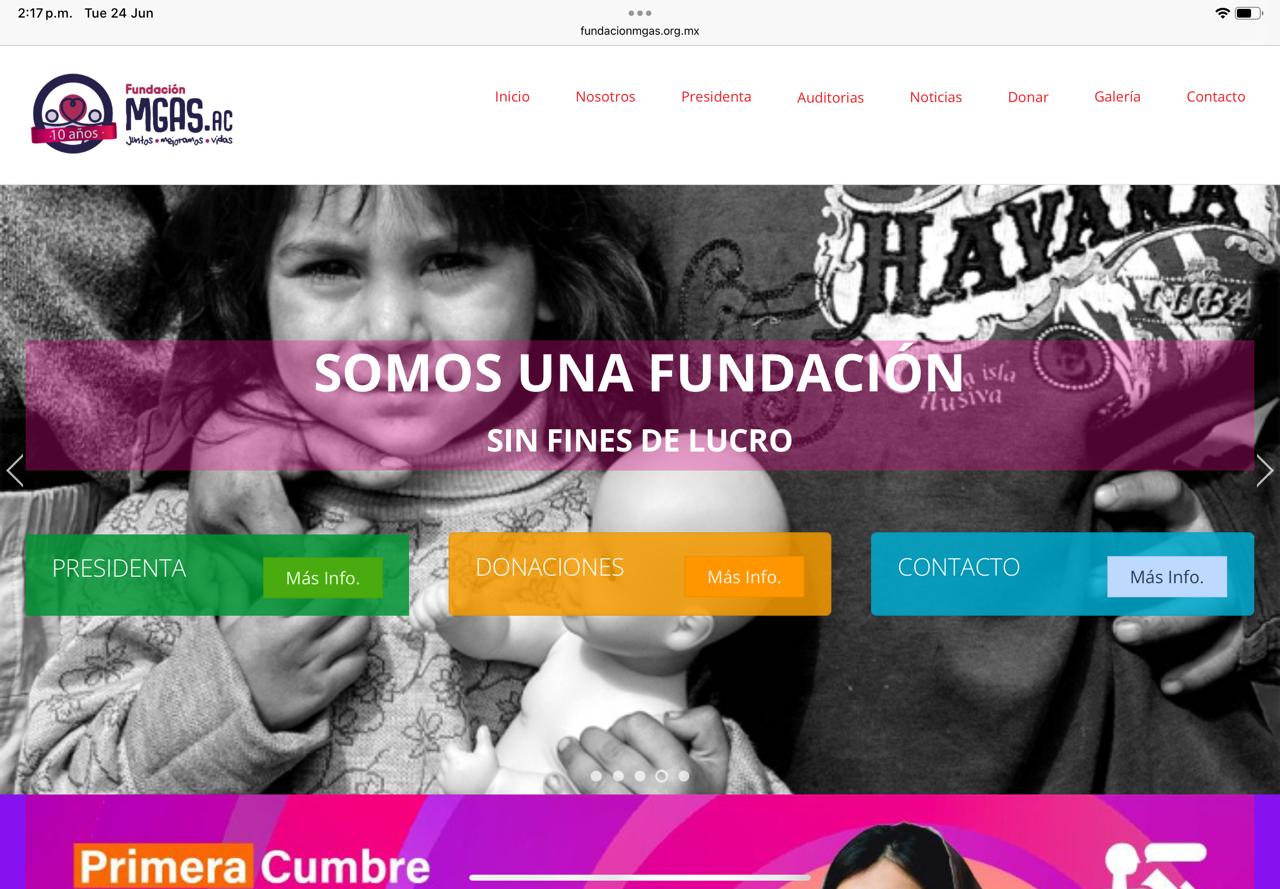 2:17 p.m. Tue 24 Jun
fundacionmgas.org.mx
Fundación
MGAS.AC
juntos • mejoramos • vidas
·10 años·
Inicio Nosotros Presidenta Auditorias Noticias Donar Galería Contacto
HAVANA
CUBA
isla
ilusiva
SOMOS UNA FUNDACIÓN
SIN FINES DE LUCRO
PRESIDENTA Más Info.
DONACIONES Más Info.
CONTACTO Más Info.
Primera Cumbre